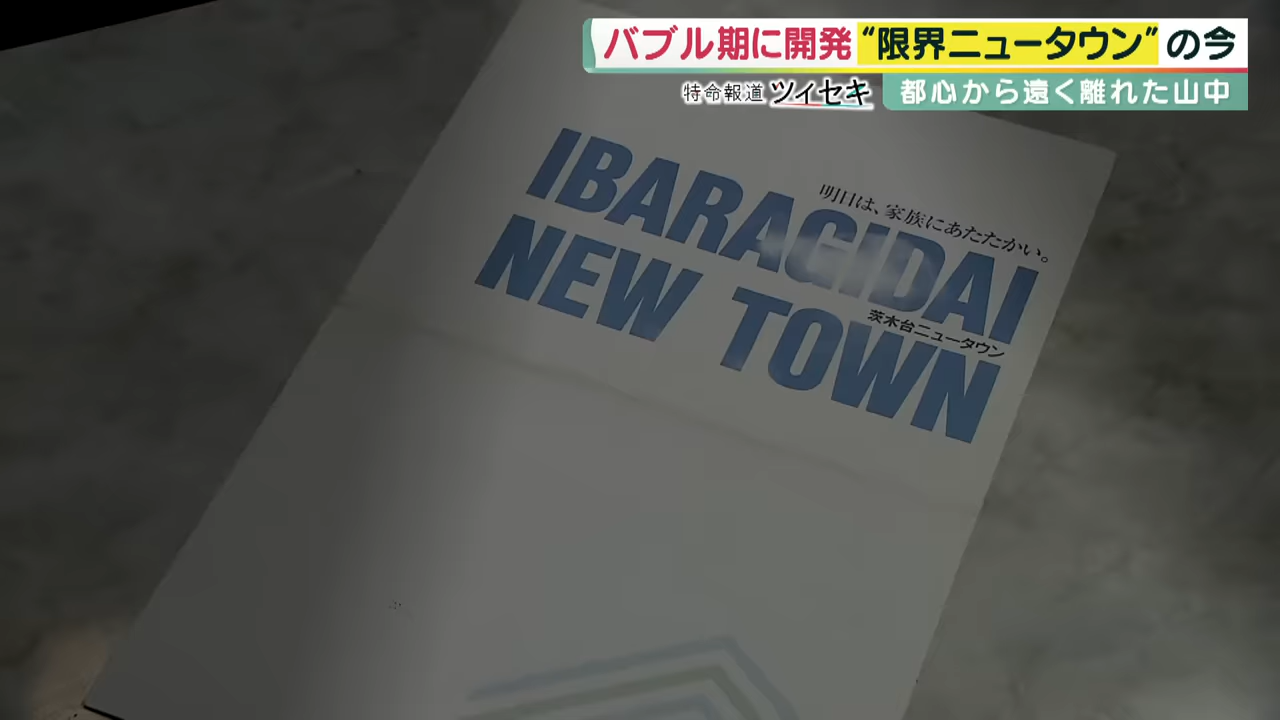 バブル期に開発“限界ニュータウン”の今
特命報道 ツイセキ
都心から遠く離れた山中
明日は、家族にあたたかい。
IBARAGIDAI
茨木台ニュータウン
NEW TOWN